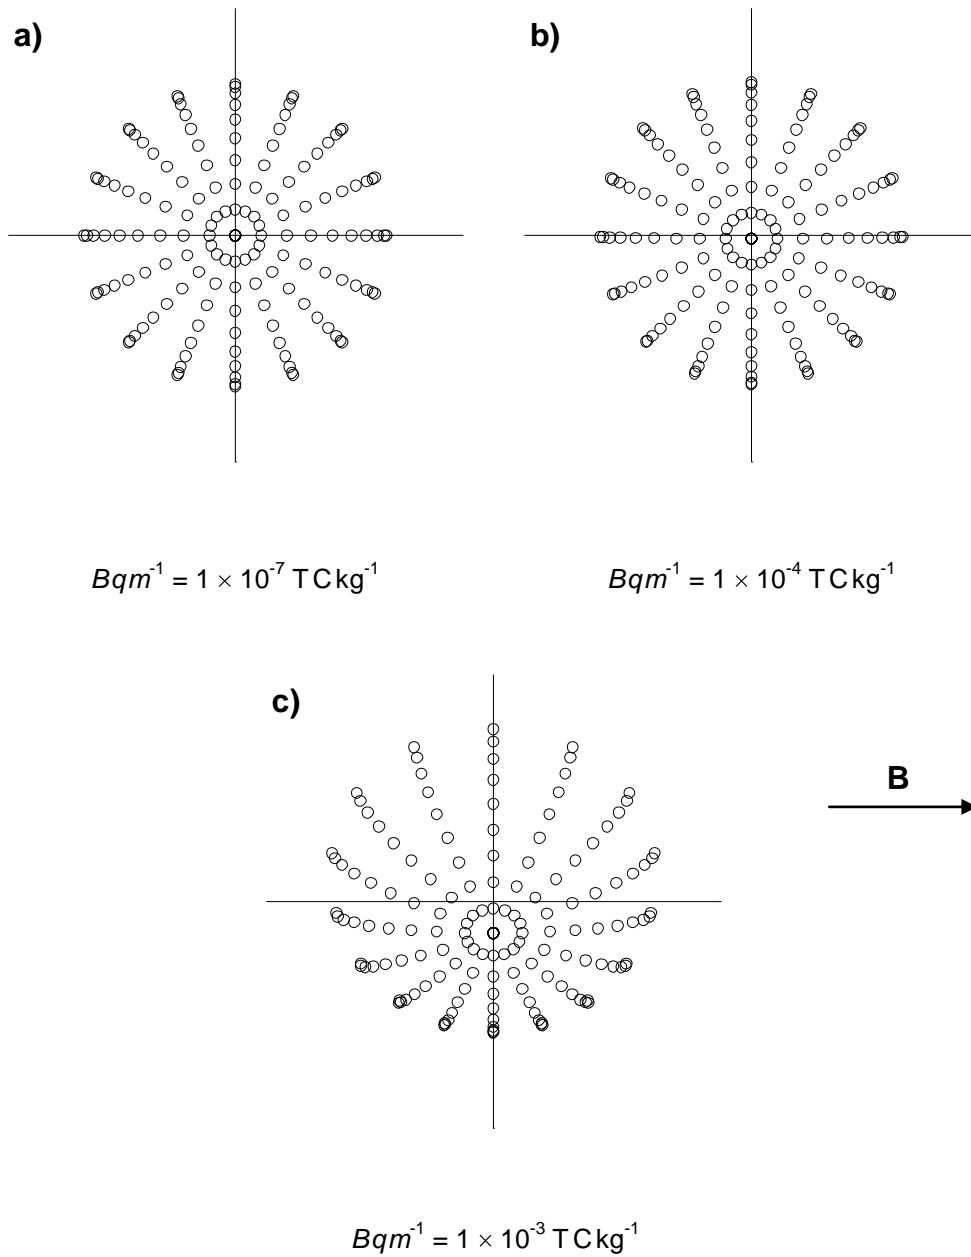 a)
b)
Bqm⁻¹ = 1 × 10⁻⁷ T C kg⁻¹
Bqm⁻¹ = 1 × 10⁻⁴ T C kg⁻¹
c)
B
Bqm⁻¹ = 1 × 10⁻³ T C kg⁻¹